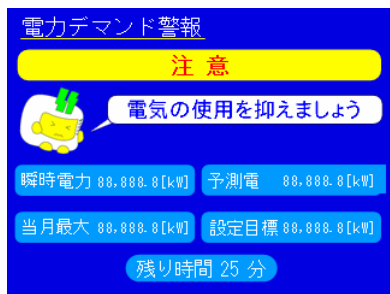 電力デマンド警報
注 意
電気の使用を抑えましょう
瞬時電力 88,888.8[kW] 予測電 88,888.8[kW]
当月最大 88,888.8[kW] 設定目標 88,888.8[kW]
残り時間 25 分